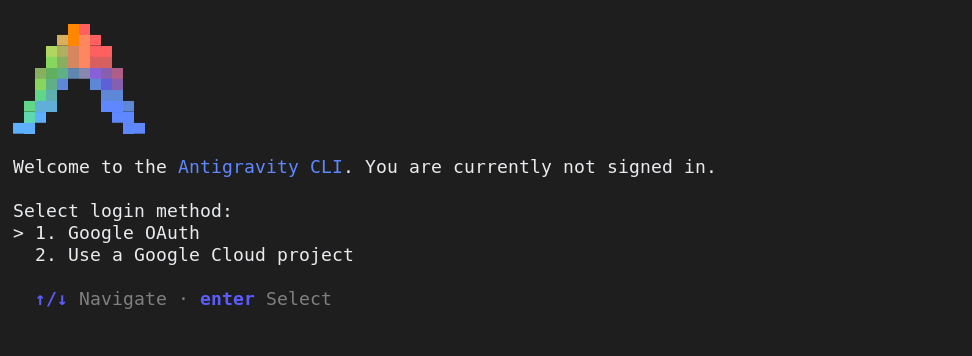 Welcome to the Antigravity CLI. You are currently not signed in.
Select login method:
> 1. Google OAuth
2. Use a Google Cloud project
↑/↓ Navigate · enter Select